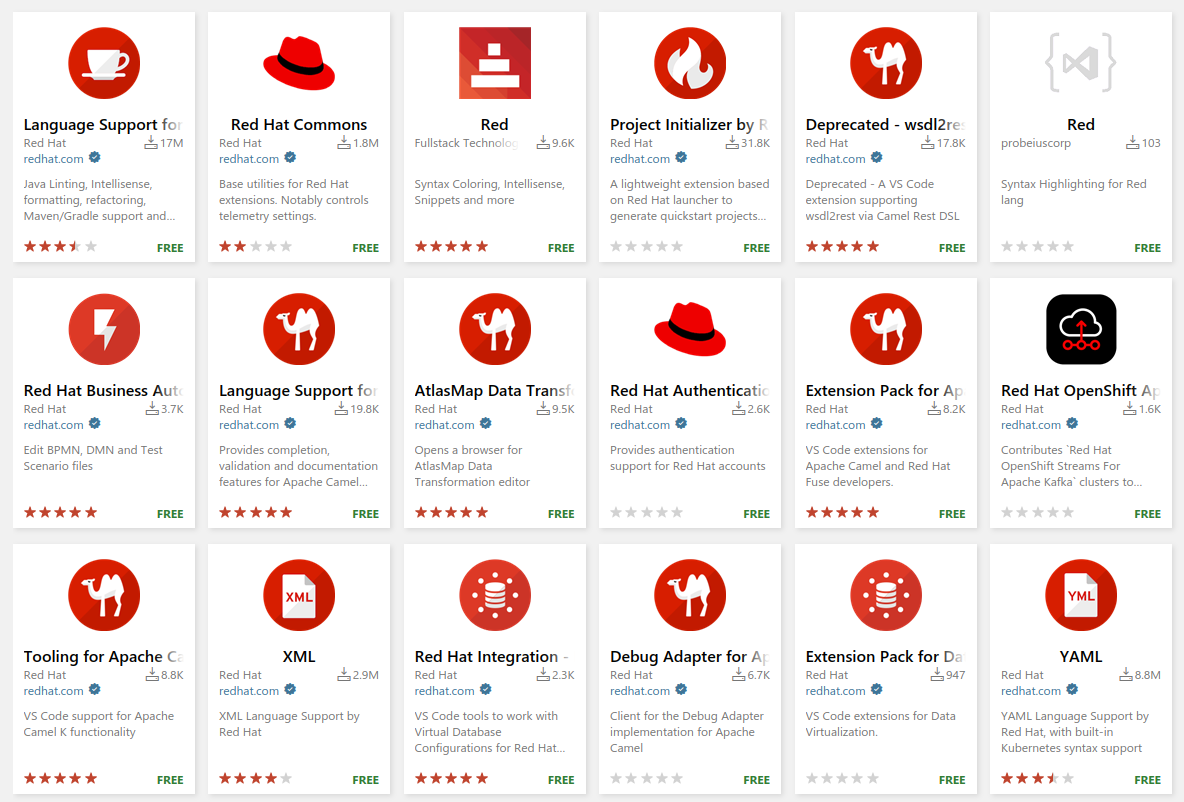 Language Support for
Red Hat 17M
redhat.com
Java Linting, Intellisense,
formatting, refactoring,
Maven/Gradle support and...
FREE
Red Hat Commons
Red Hat 1.8M
redhat.com
Base utilities for Red Hat
extensions. Notably controls
telemetry settings.
FREE
Red
Fullstack Technolog 9.6K
Syntax Coloring, Intellisense,
Snippets and more
FREE
Project Initializer by R
Red Hat 31.8K
redhat.com
A lightweight extension based
on Red Hat launcher to
generate quickstart projects...
FREE
Deprecated - wsdl2res
Red Hat 17.8K
redhat.com
Deprecated - A VS Code
extension supporting
wsdl2rest via Camel Rest DSL
FREE
Red
probeiuscorp 103
Syntax Highlighting for Red
lang
FREE
Red Hat Business Auto
Red Hat 3.7K
redhat.com
Edit BPMN, DMN and Test
Scenario files
FREE
Language Support for
Red Hat 19.8K
redhat.com
Provides completion,
validation and documentation
features for Apache Camel...
FREE
AtlasMap Data Transf
Red Hat 9.5K
redhat.com
Opens a browser for
AtlasMap Data
Transformation editor
FREE
Red Hat Authenticatio
Red Hat 2.6K
redhat.com
Provides authentication
support for Red Hat accounts
FREE
Extension Pack for Ap
Red Hat 8.2K
redhat.com
VS Code extensions for
Apache Camel and Red Hat
Fuse developers.
FREE
Red Hat OpenShift Ap
Red Hat 1.6K
redhat.com
Contributes `Red Hat
OpenShift Streams For
Apache Kafka` clusters to...
FREE
Tooling for Apache Ca
Red Hat 8.8K
redhat.com
VS Code support for Apache
Camel K functionality
FREE
XML
XML
Red Hat 2.9M
redhat.com
XML Language Support by
Red Hat
FREE
Red Hat Integration -
Red Hat 2.3K
redhat.com
VS Code tools to work with
Virtual Database
Configurations for Red Hat...
FREE
Debug Adapter for Ap
Red Hat 6.7K
redhat.com
Client for the Debug Adapter
implementation for Apache
Camel
FREE
Extension Pack for Dat
Red Hat 947
redhat.com
VS Code extensions for Data
Virtualization.
FREE
YML
YAML
Red Hat 8.8M
redhat.com
YAML Language Support by
Red Hat, with built-in
Kubernetes syntax support
FREE